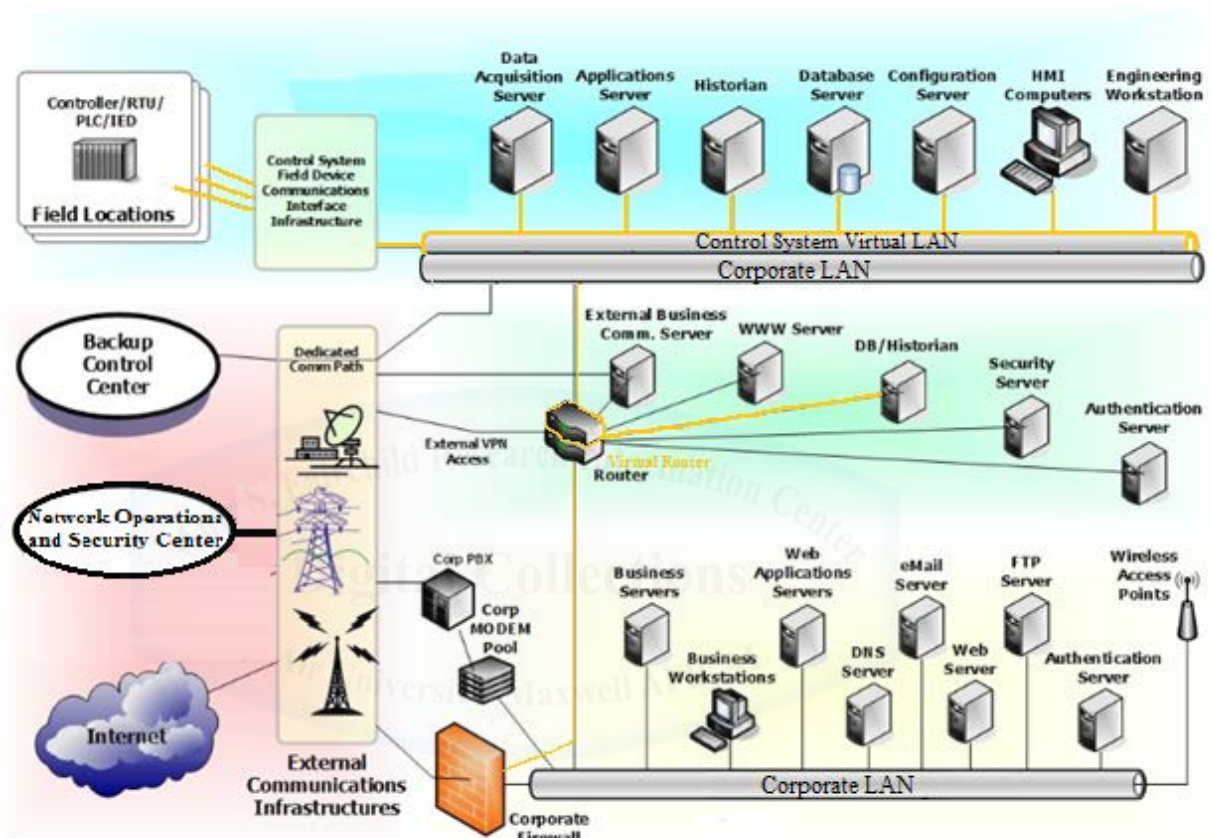 Data
Acquisition
Server
Applications
Server
Historian
Database
Server
Configuration
Server
HMI
Computers
Engineering
Workstation
Controller/RTU/
PLC/IED
Field Locations
Control System
Field Device
Communications
Interface
Infrastructure
Control System Virtual LAN
Corporate LAN
Backup
Control
Center
Dedicated
Comm Path
External Business
Comm. Server
WWW Server
DB/Historian
Security
Server
Authentication
Server
External VPN
Access
Virtual Router
Router
Network Operations
and Security Center
Corp PBX
Corp
MODEM
Pool
Business
Servers
Business
Workstations
Web
Applications
Servers
DNS
Server
eMail
Server
Web
Server
FTP
Server
Authentication
Server
Wireless
Access
Points
Internet
External
Communications
Infrastructures
Corporate
Firewall
Corporate LAN
Information Center
Digital Collections
Maxwell